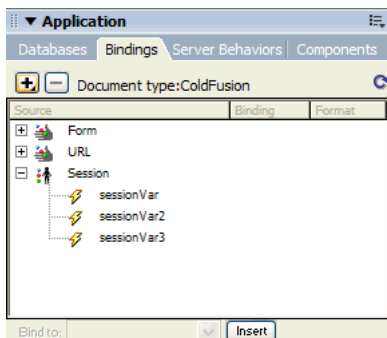 Application
Databases Bindings Server Behaviors Components
Document type:ColdFusion
Source Binding Format
Form
URL
Session
sessionVar
sessionVar2
sessionVar3
Bind to: Insert